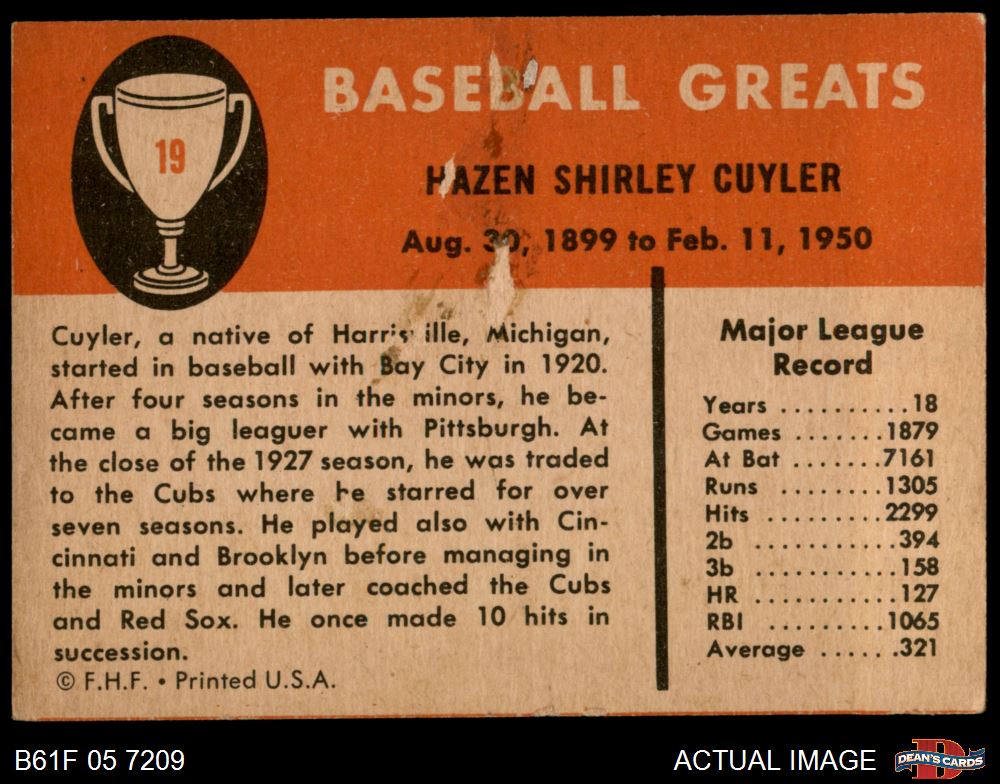 19
BASEBALL GREATS
HAZEN SHIRLEY CUYLER
Aug. 30, 1899 to Feb. 11, 1950
Cuyler, a native of Harrisville, Michigan,
started in baseball with Bay City in 1920.
After four seasons in the minors, he be-
came a big leaguer with Pittsburgh. At
the close of the 1927 season, he was traded
to the Cubs where he starred for over
seven seasons. He played also with Cin-
cinnati and Brooklyn before managing in
the minors and later coached the Cubs
and Red Sox. He once made 10 hits in
succession.
© F.H.F. • Printed U.S.A.
Major League
Record
Years ..........18
Games .......1879
At Bat .......7161
Runs ........1305
Hits .........2299
2b ..........394
3b ..........158
HR ..........127
RBI .........1065
Average ......321
B61F 05 7209
ACTUAL IMAGE
DEAN'S CARDS